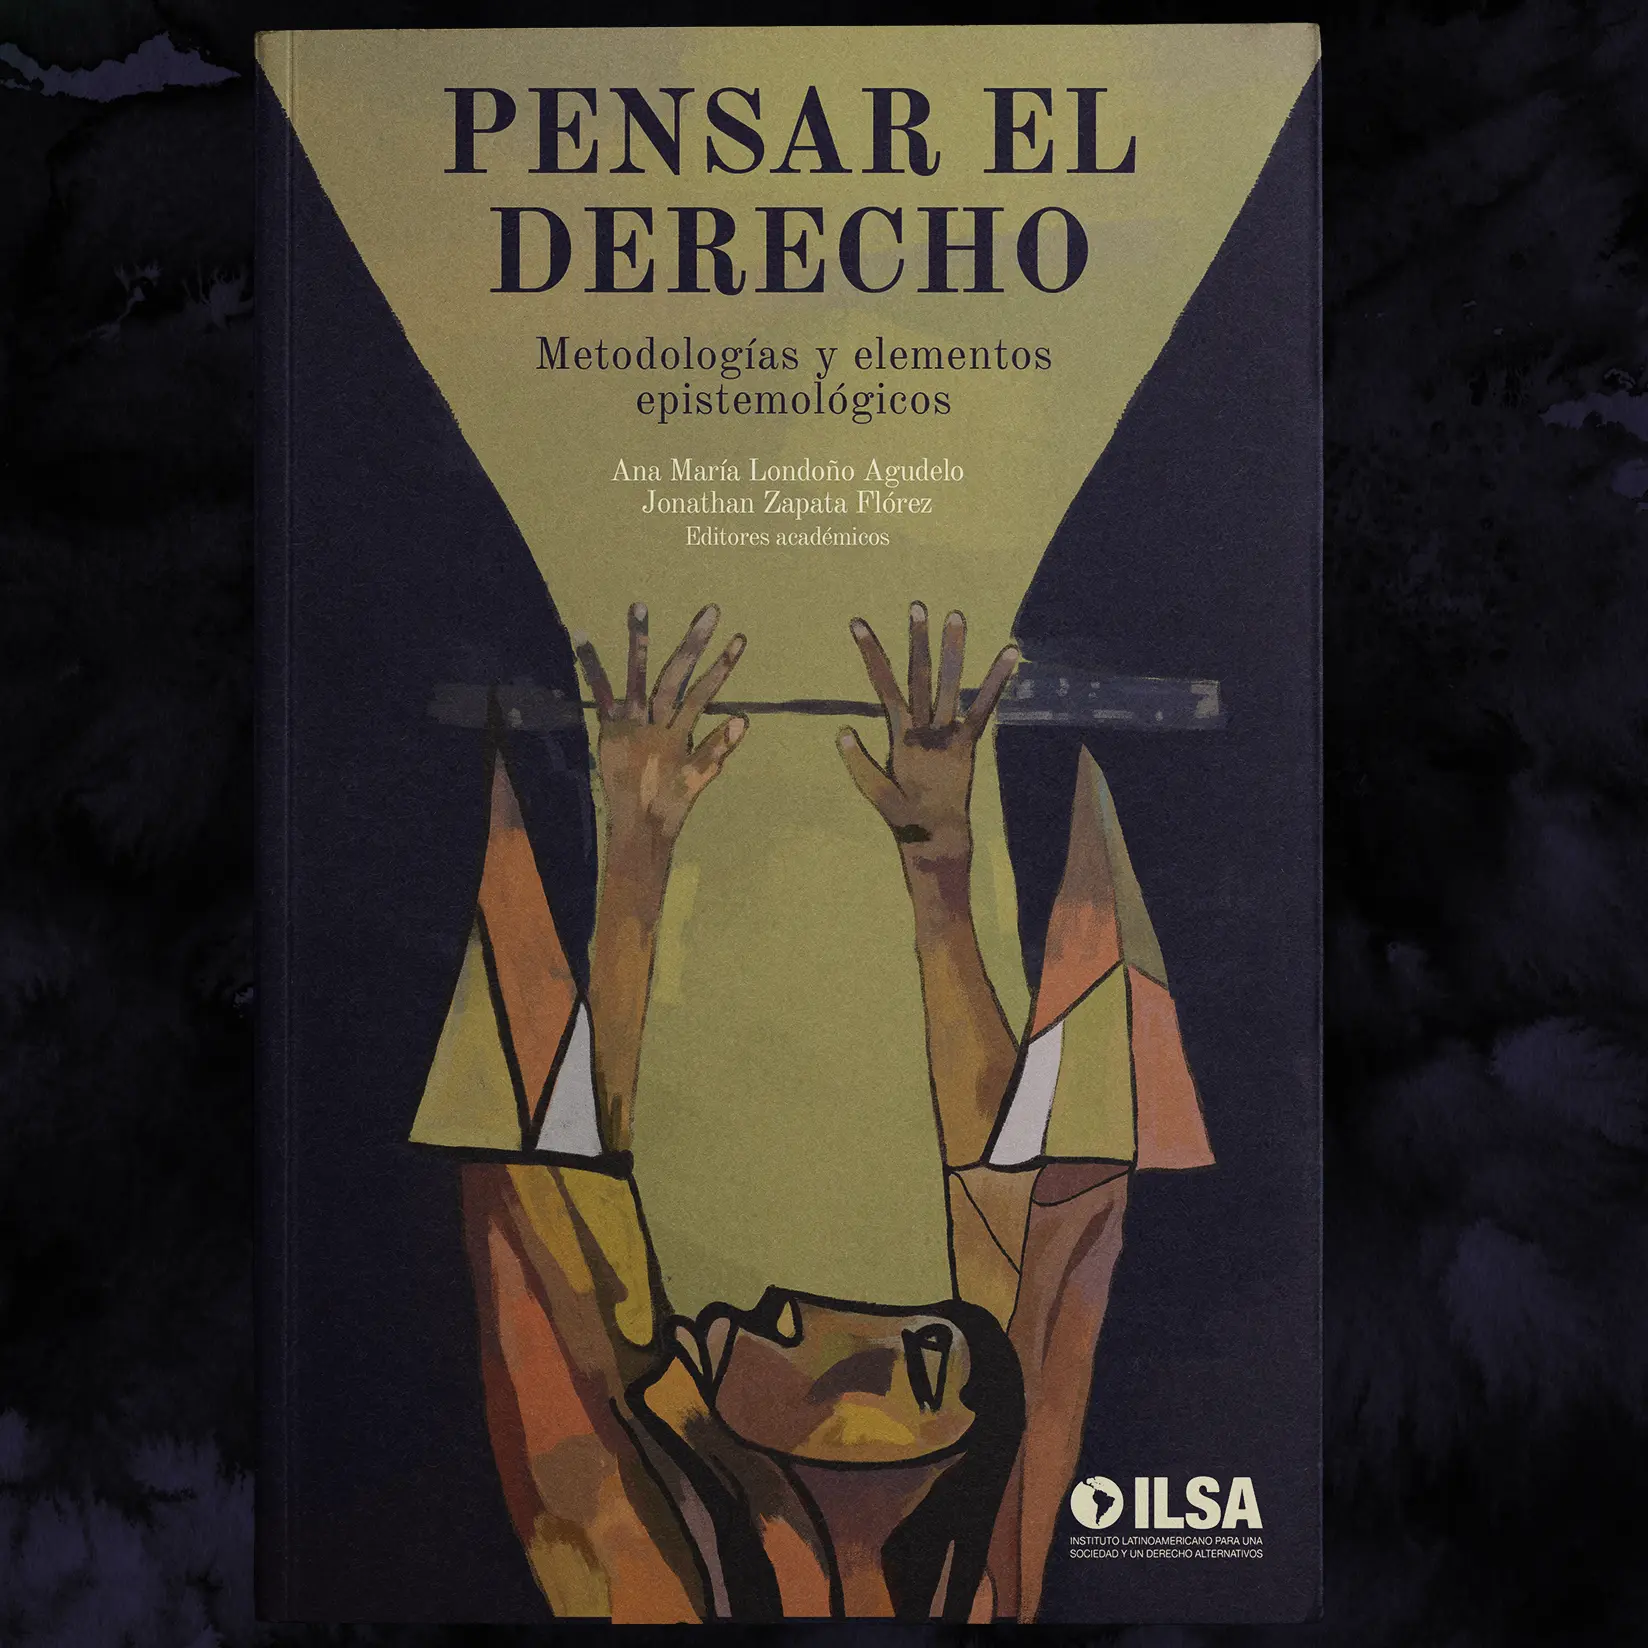 PENSAR EL
DERECHO
Metodologías y elementos
epistemológicos
Ana María Londoño Agudelo
Jonathan Zapata Flórez
Editores académicos
ILSA
INSTITUTO LATINOAMERICANO PARA UNA
SOCIEDAD Y UN DERECHO ALTERNATIVOS